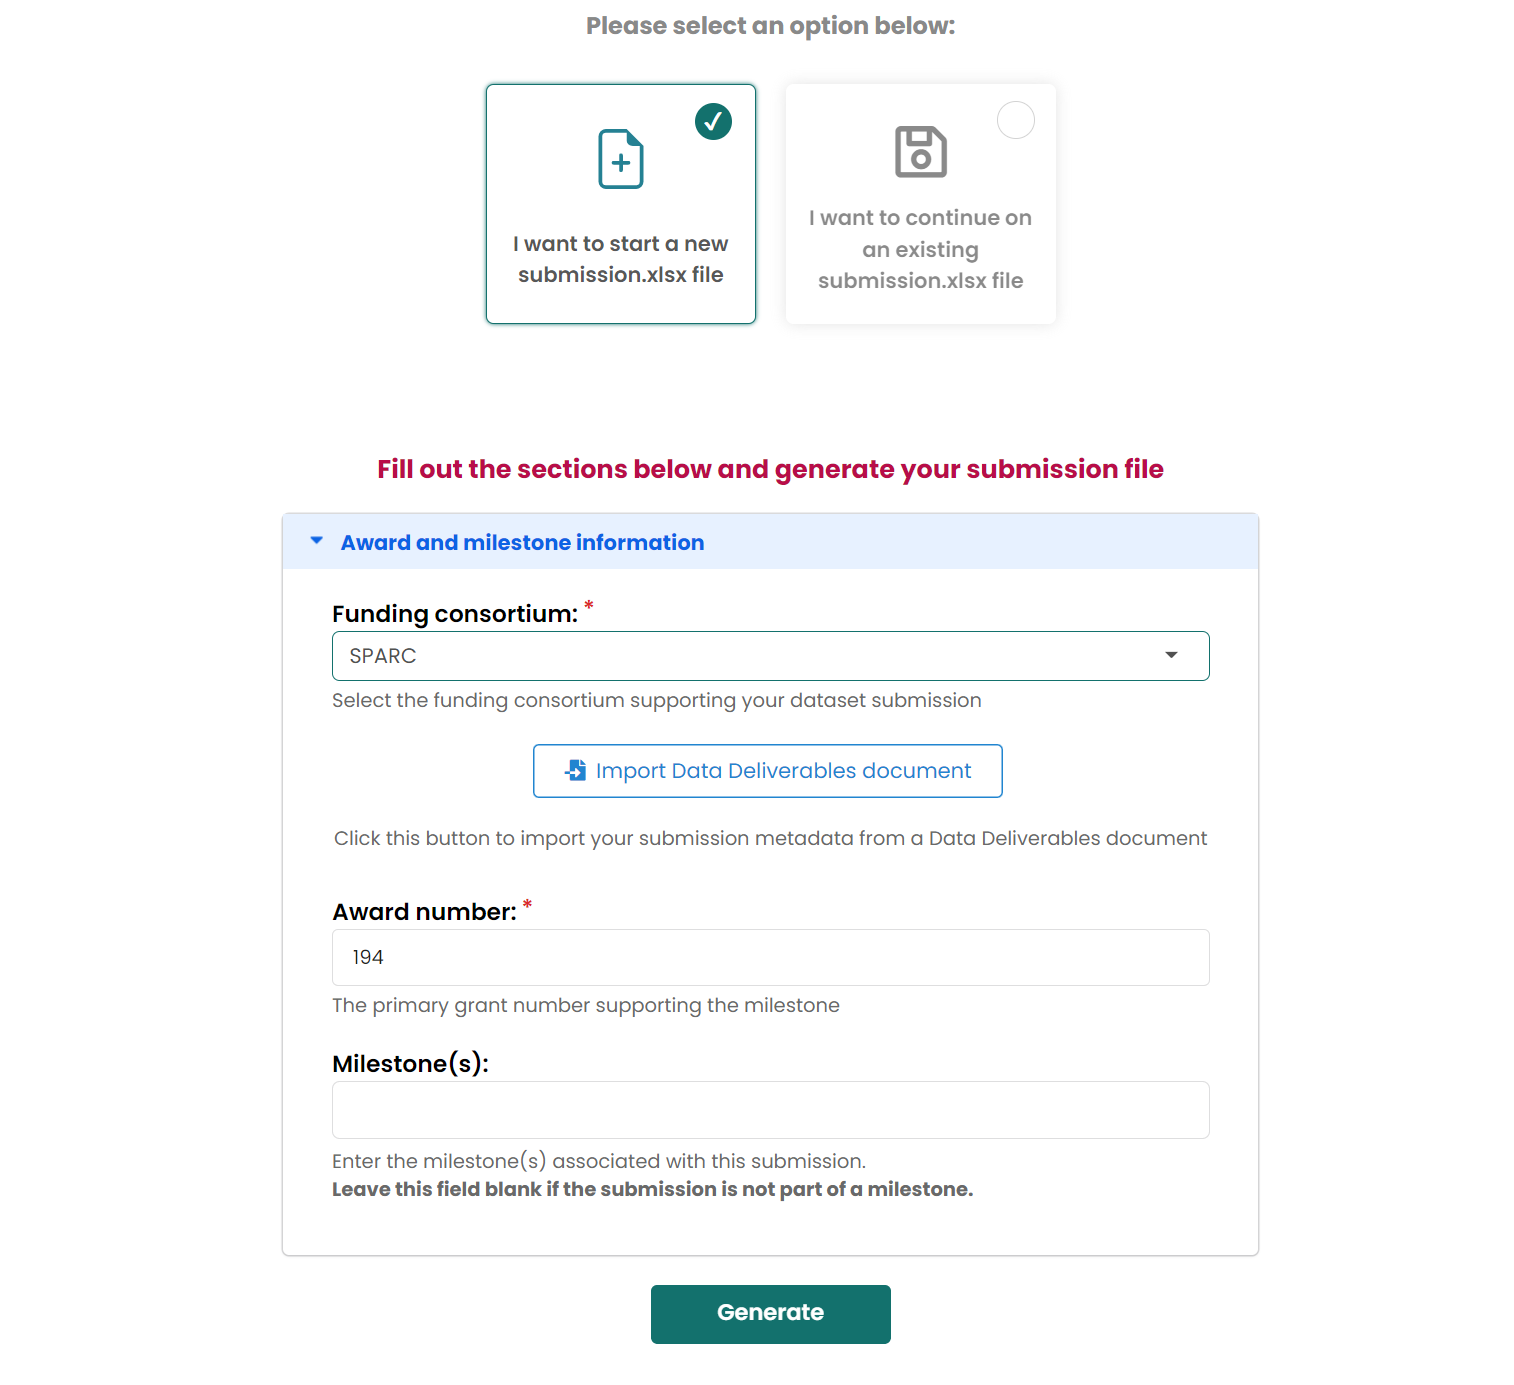 Please select an option below:
I want to start a new
submission.xlsx file
I want to continue on
an existing
submission.xlsx file
Fill out the sections below and generate your submission file
Award and milestone information
Funding consortium: *
SPARC
Select the funding consortium supporting your dataset submission
Import Data Deliverables document
Click this button to import your submission metadata from a Data Deliverables document
Award number: *
194
The primary grant number supporting the milestone
Milestone(s):
Enter the milestone(s) associated with this submission.
Leave this field blank if the submission is not part of a milestone.
Generate